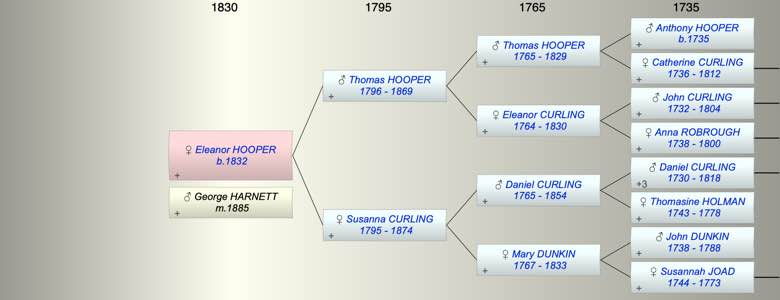 1830 1795 1765 1735
♂ Anthony HOOPER
b.1735
+
♂ Thomas HOOPER
1765 - 1829
+
♀ Catherine CURLING
1736 - 1812
+
♂ Thomas HOOPER
1796 - 1869
+
♂ John CURLING
1732 - 1804
+
♀ Eleanor CURLING
1764 - 1830
+
♀ Anna ROBROUGH
1738 - 1800
+
♀ Eleanor HOOPER
b.1832
+
♂ George HARNETT
m.1885
+
♂ Daniel CURLING
1730 - 1818
+3
♂ Daniel CURLING
1765 - 1854
+
♀ Thomasine HOLMAN
1743 - 1778
+
♀ Susanna CURLING
1795 - 1874
+
♂ John DUNKIN
1738 - 1788
+
♀ Mary DUNKIN
1767 - 1833
+
♀ Susannah JOAD
1744 - 1773
+